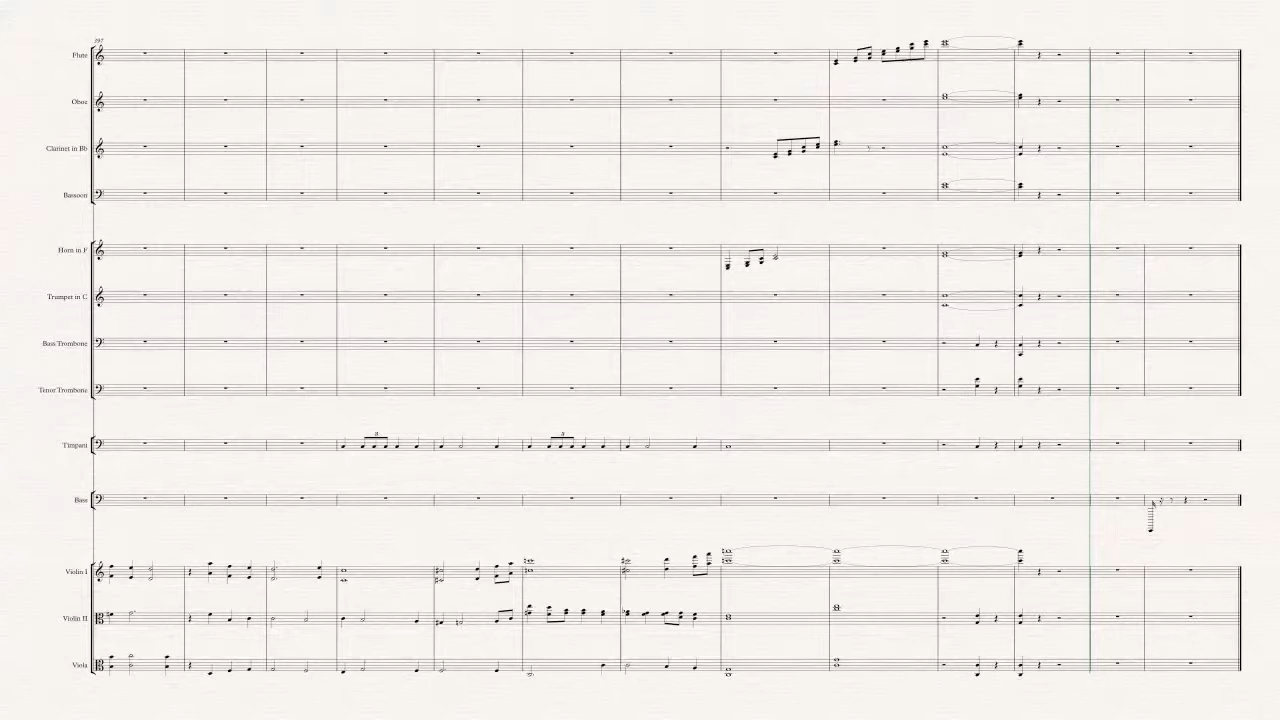 397
Flute
Oboe
Clarinet in Bb
Bassoon
Horn in F
Trumpet in C
Bass Trombone
Tenor Trombone
3
3
Timpani
Bass
Violin I
Violin II
Viola